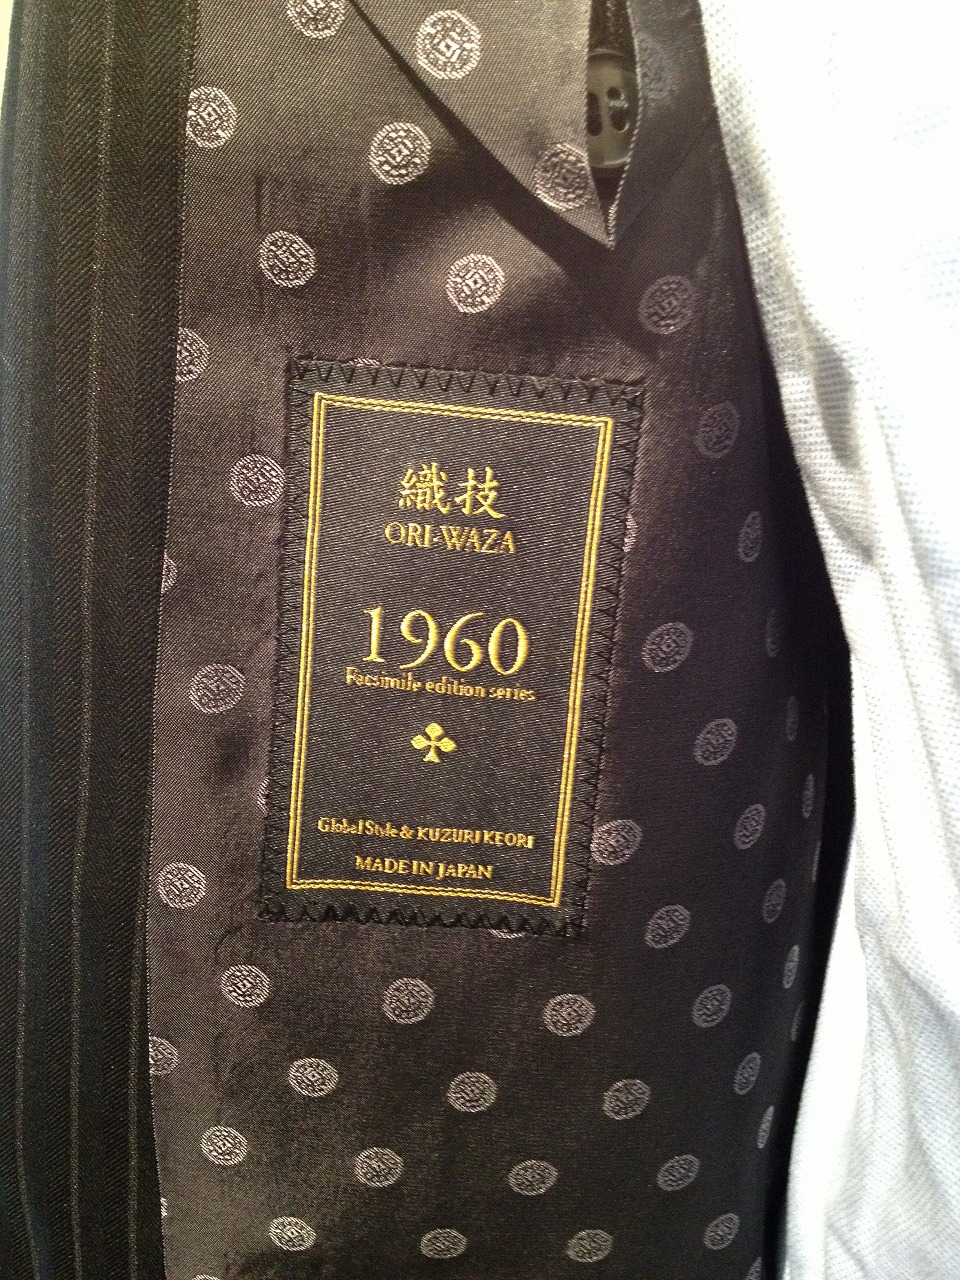 織技
ORI-WAZA
1960
Facsimile edition series
Global Style & KUZURI KEORI
MADE IN JAPAN